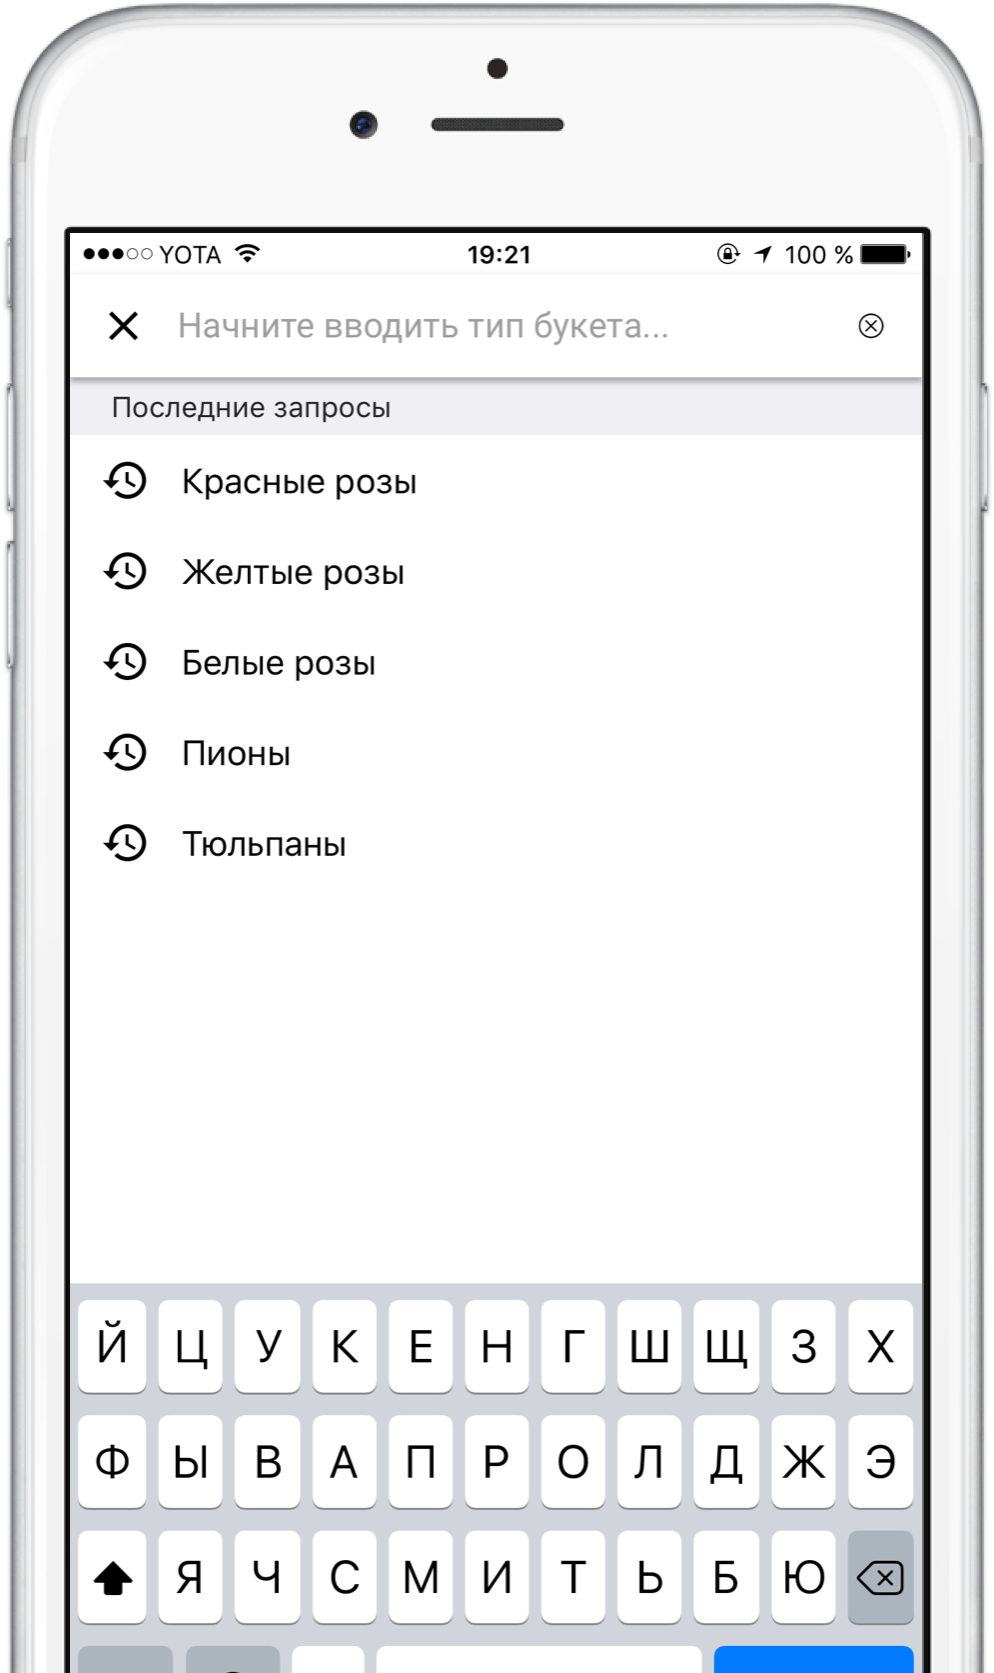 YOTA 19:21 100 %
Начните вводить тип букета...
Последние запросы
Красные розы
Желтые розы
Белые розы
Пионы
Тюльпаны
Й Ц У К Е Н Г Ш Щ З Х
Ф Ы В А П Р О Л Д Ж Э
Я Ч С М И Т Ь Б Ю